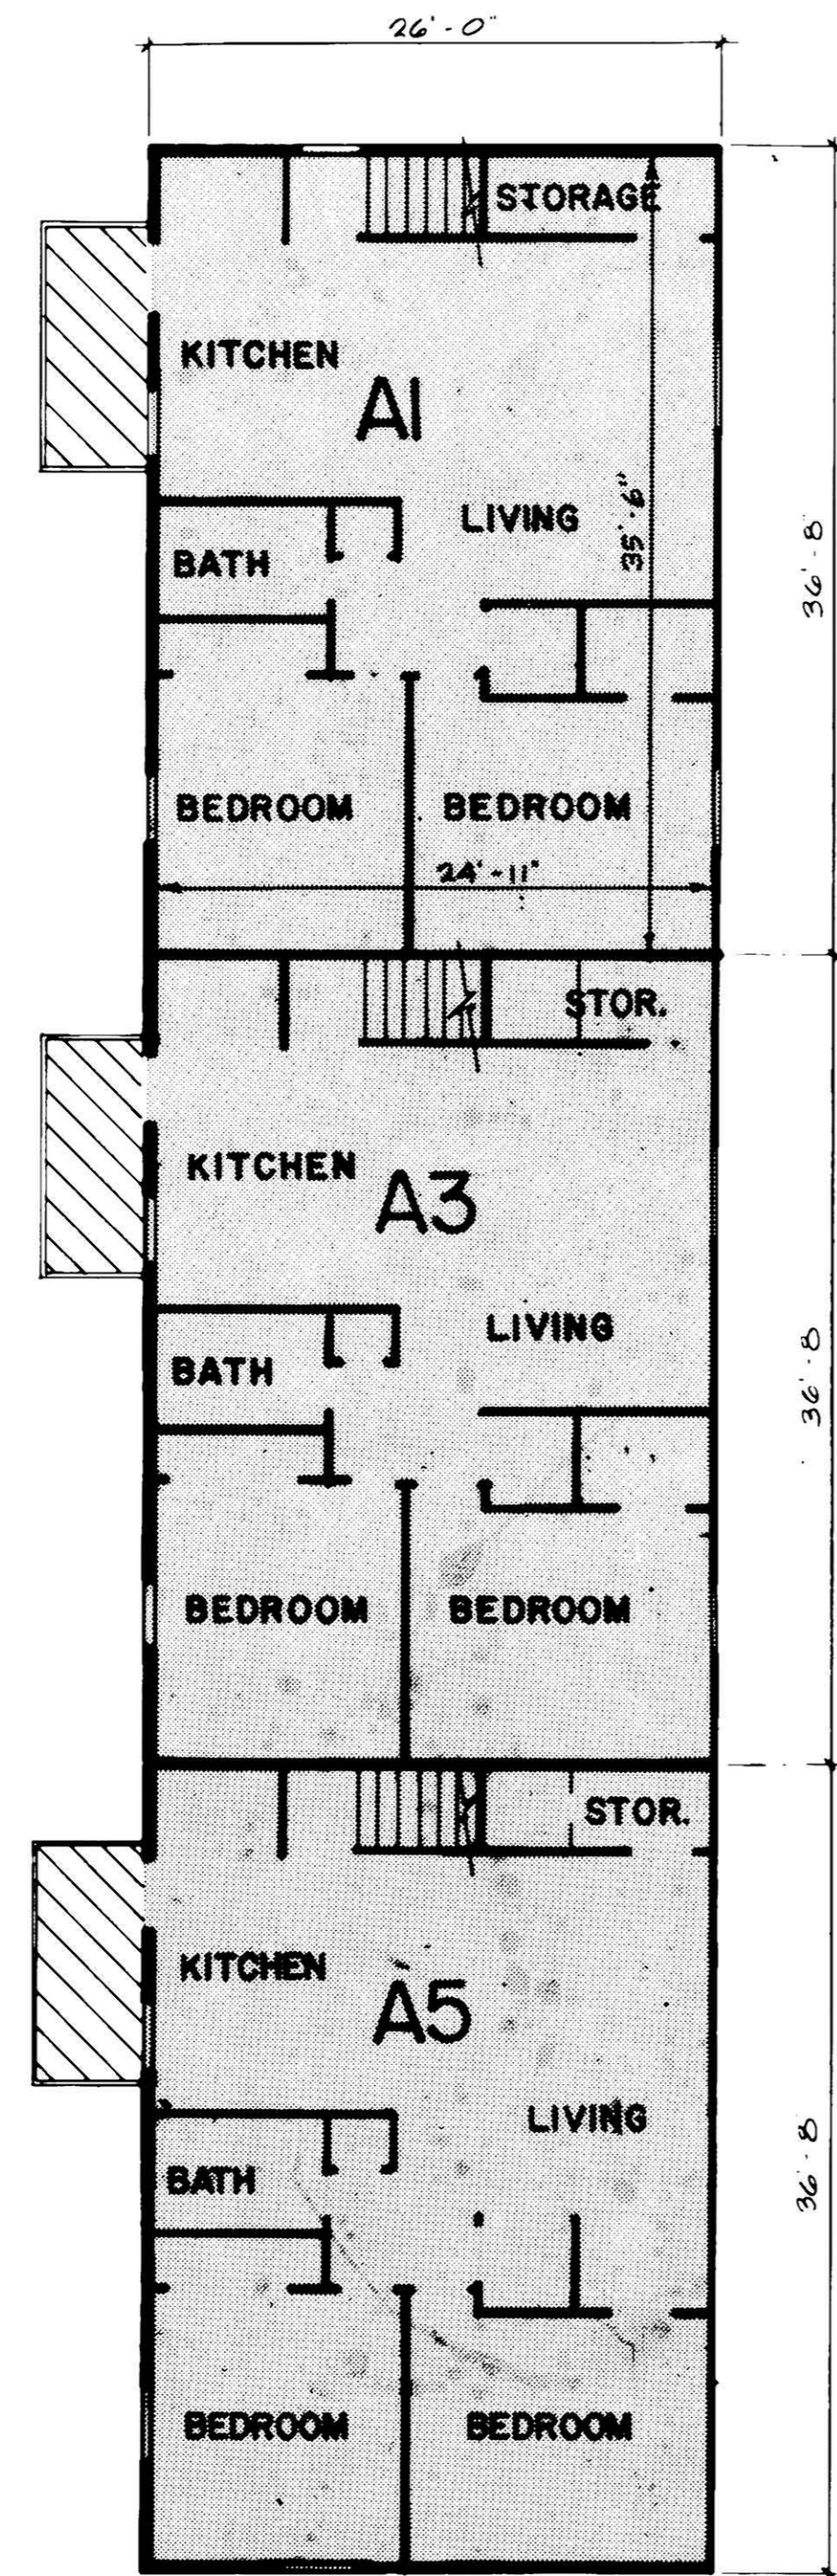 26'-0"
STORAGE
KITCHEN
A1
LIVING
35'-6"
36'-8
BATH
BEDROOM BEDROOM
24'-11"
STOR.
KITCHEN
A3
LIVING
36'-8
BATH
BEDROOM BEDROOM
STOR.
KITCHEN
A5
LIVING
36'-8
BATH
BEDROOM BEDROOM